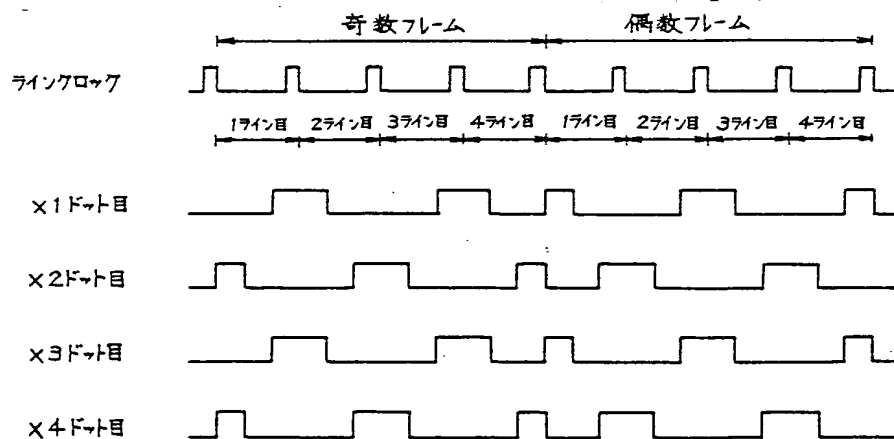 奇数フレーム 偶数フレーム
ラインクロック
1ライン目 2ライン目 3ライン目 4ライン目 1ライン目 2ライン目 3ライン目 4ライン目
×1ドット目
×2ドット目
×3ドット目
×4ドット目